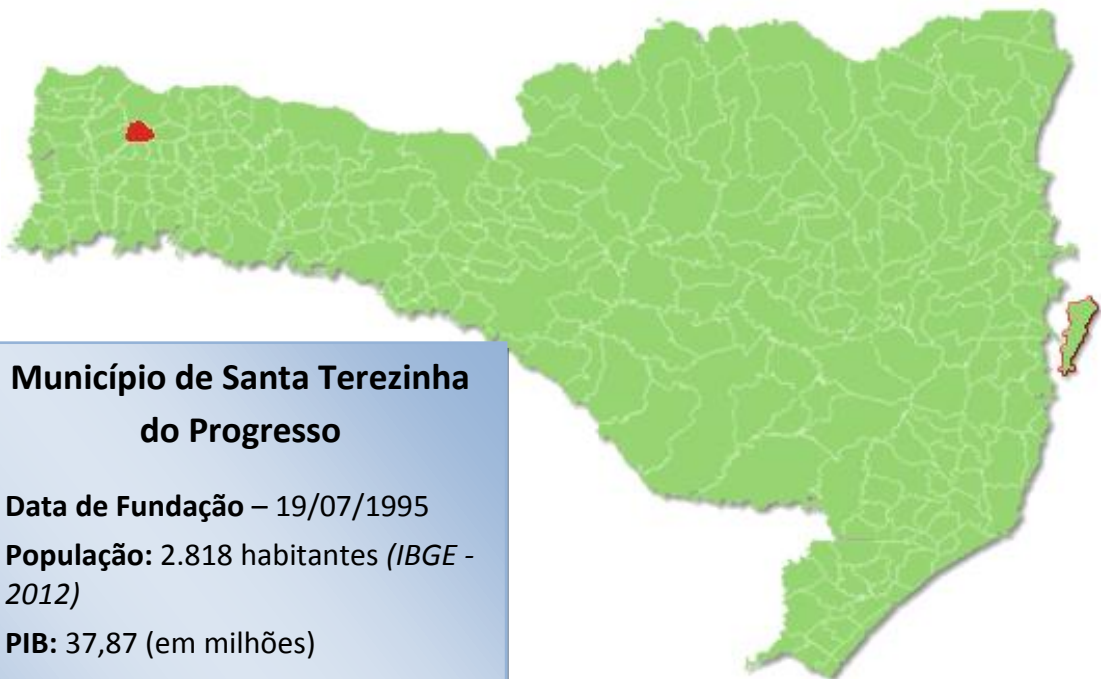 Município de Santa Terezinha
do Progresso
Data de Fundação – 19/07/1995
População: 2.818 habitantes (IBGE -
2012)
PIB: 37,87 (em milhões)